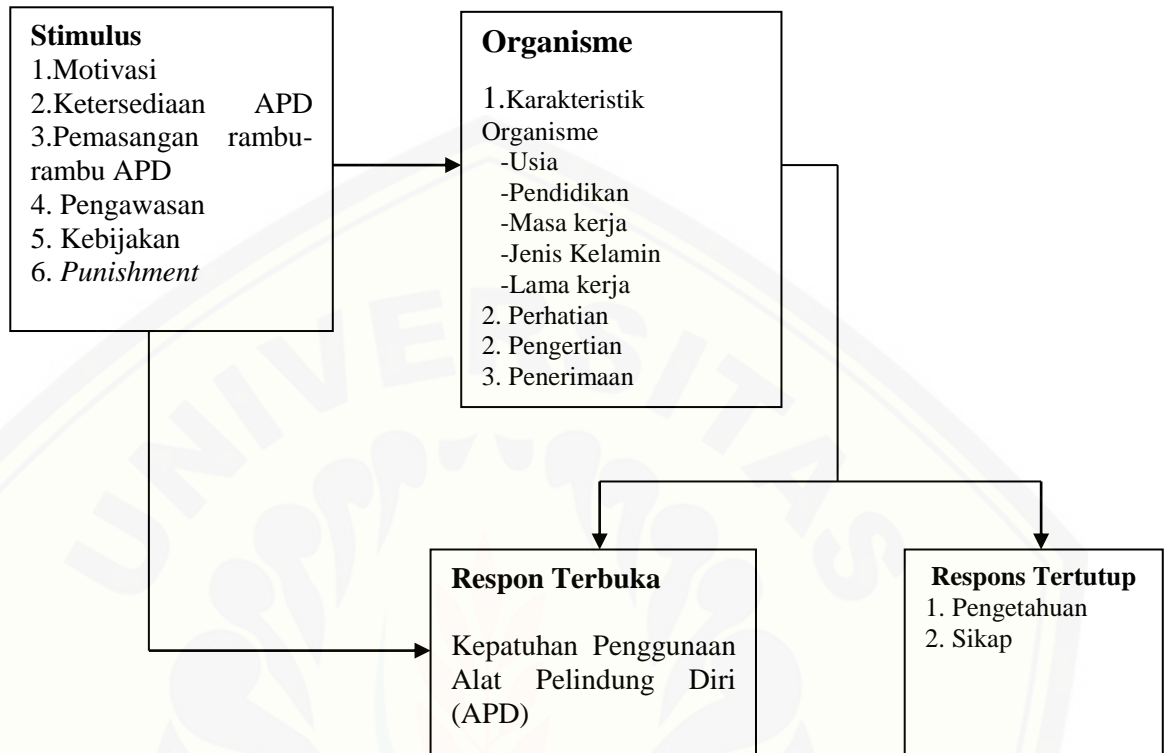 Stimulus
1.Motivasi
2.Ketersediaan APD
3.Pemasangan rambu-
rambu APD
4. Pengawasan
5. Kebijakan
6. Punishment
Organisme
1.Karakteristik
Organisme
-Usia
-Pendidikan
-Masa kerja
-Jenis Kelamin
-Lama kerja
2. Perhatian
2. Pengertian
3. Penerimaan
Respon Terbuka
Kepatuhan Penggunaan
Alat Pelindung Diri
(APD)
Respons Tertutup
1. Pengetahuan
2. Sikap
UNIVERSITAS